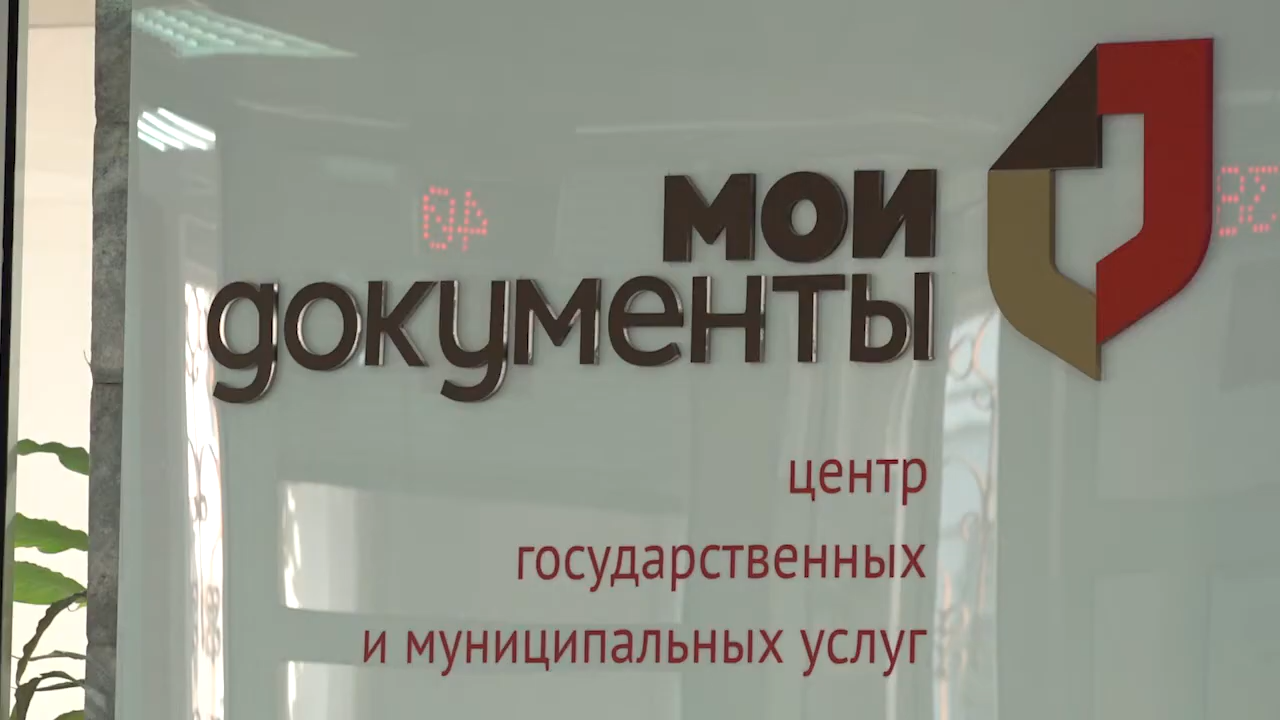 мои
документы
центр
государственных
и муниципальных услуг